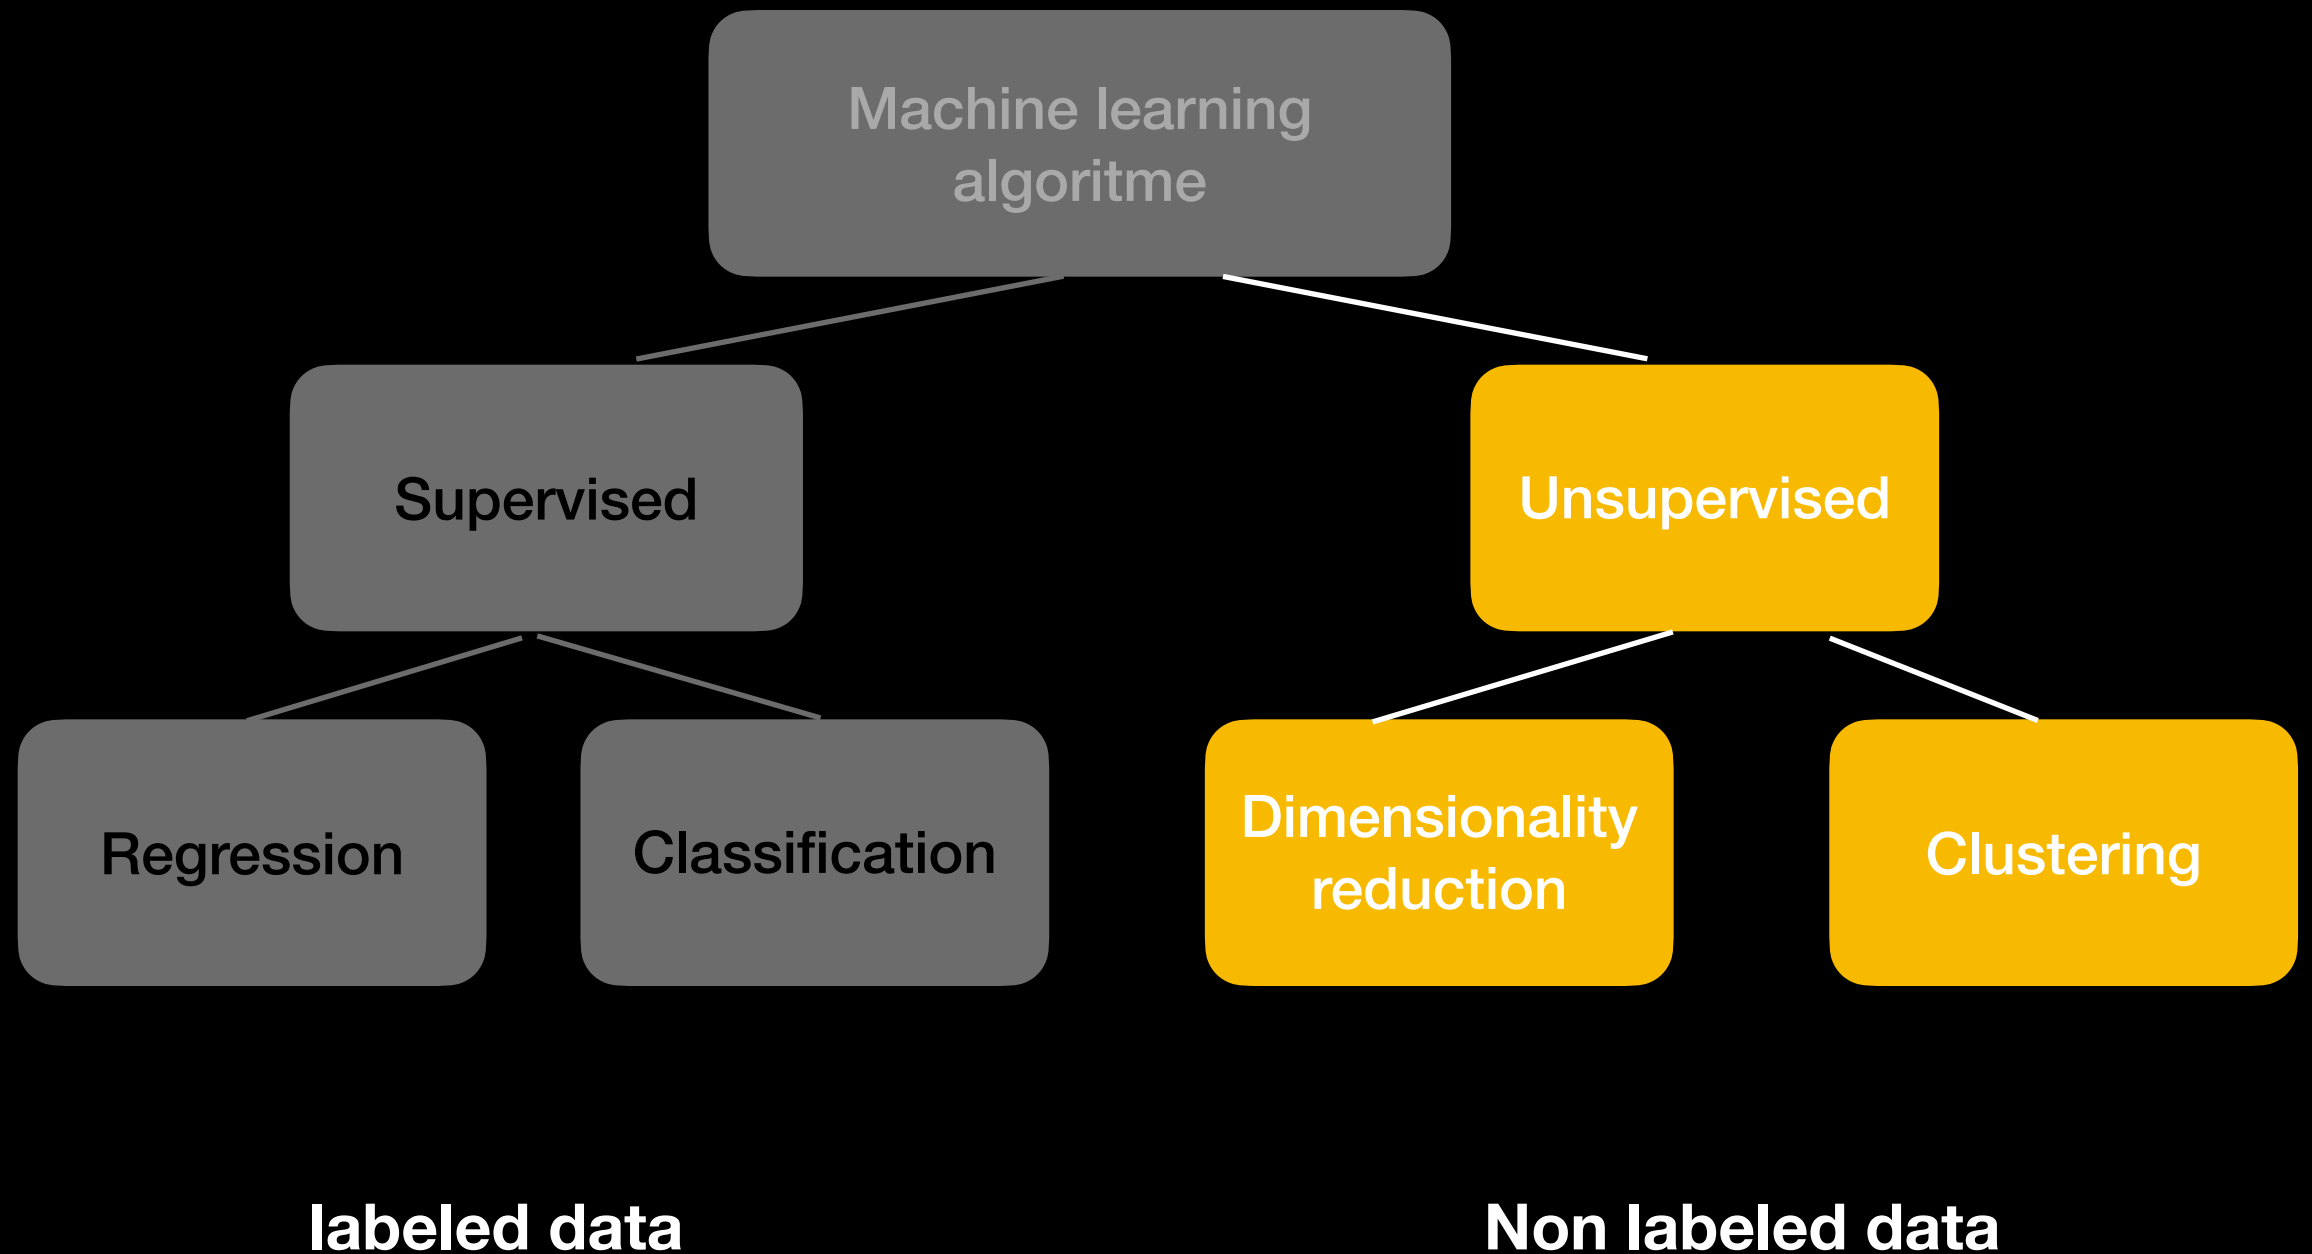 Machine learning
algoritme
Supervised
Unsupervised
Regression
Classification
Dimensionality
reduction
Clustering
labeled data
Non labeled data